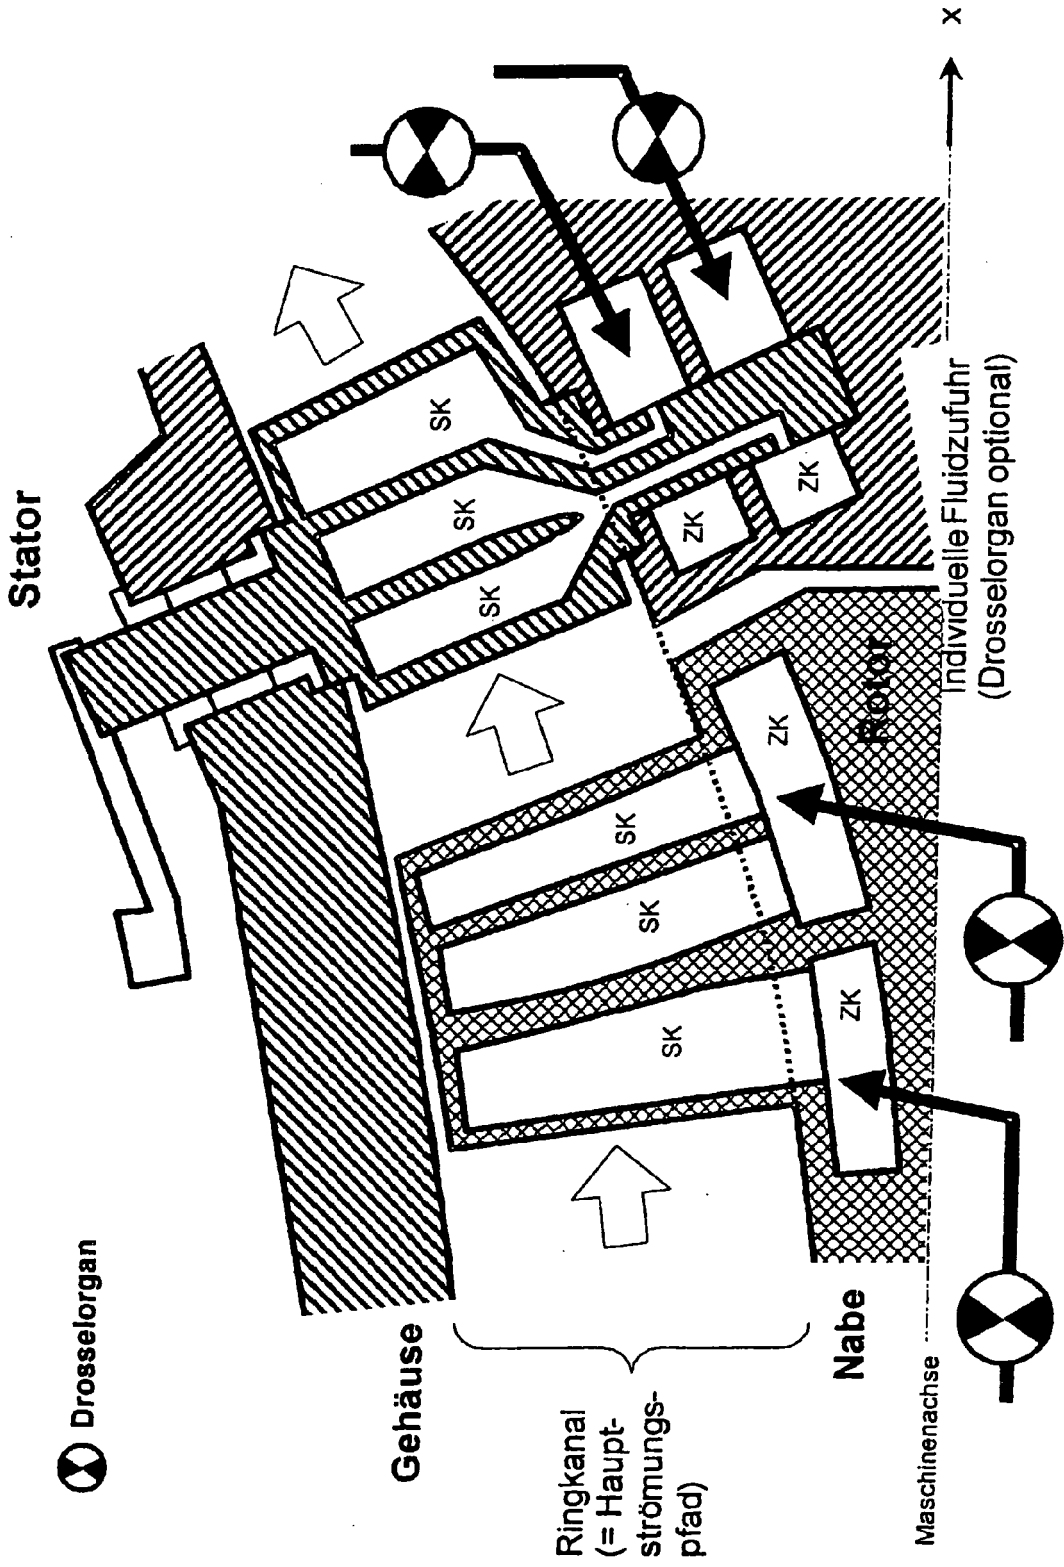 Drosselorgan
Stator
Gehäuse
Ringkanal
(= Haupt-
strömungs-
pfad)
Nabe
Maschinenachse
x
SK
SK
SK
SK
SK
SK
ZK
ZK
ZK
ZK
Rotor
Individuelle Fluidzufuhr
(Drosselorgan optional)